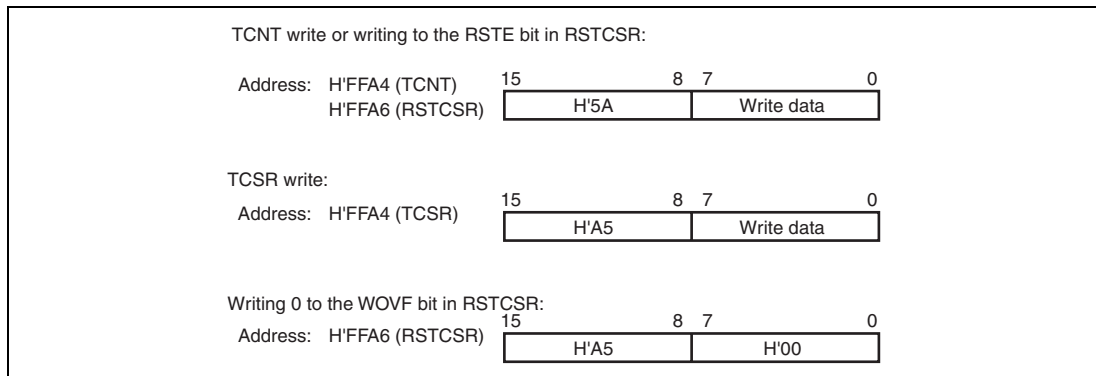 TCNT write or writing to the RSTE bit in RSTCSR:
15 8 7 0
Address: H'FFA4 (TCNT)
H'FFA6 (RSTCSR) H'5A Write data
TCSR write:
15 8 7 0
Address: H'FFA4 (TCSR) H'A5 Write data
Writing 0 to the WOVF bit in RSTCSR:
15 8 7 0
Address: H'FFA6 (RSTCSR) H'A5 H'00